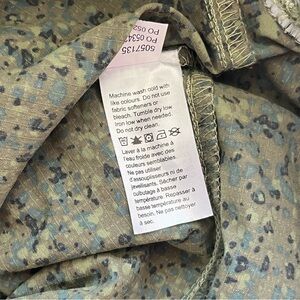 5057135
PO 0534
PO 052
Machine wash cold with
like colours. Do not use
fabric softeners or
bleach. Tumble dry low
Iron low when needed.
Do not dry clean.
Laver à la machine à
l'eau froide avec des
couleurs semblables.
Ne pas utiliser
d'assouplisseurs ni de
javellisants. Sécher par
culbutage à basse
température. Repasser à
basse température au
besoin. Ne pas nettoyer
à sec.